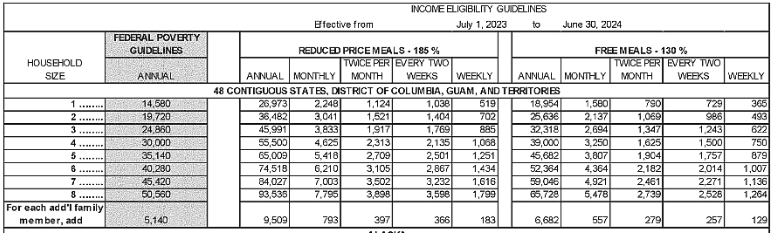 INCOME ELIGIBILITY GUIDELINES
Effective from July 1, 2023 to June 30, 2024
FEDERAL POVERTY
GUIDELINES REDUCED PRICE MEALS - 185 % FREE MEALS - 130 %
HOUSEHOLD TWICE PER EVERY TWO TWICE PER EVERY TWO
SIZE ANNUAL ANNUAL MONTHLY MONTH WEEKS WEEKLY ANNUAL MONTHLY MONTH WEEKS WEEKLY
48 CONTIGUOUS STATES, DISTRICT OF COLUMBIA, GUAM, AND TERRITORIES
1 ........ 14,580 26,973 2,248 1,124 1,038 519 18,954 1,580 790 729 365
2 ........ 19,720 36,482 3,041 1,521 1,404 702 25,636 2,137 1,069 986 493
3 ........ 24,860 45,991 3,833 1,917 1,769 885 32,318 2,694 1,347 1,243 622
4 ........ 30,000 55,500 4,625 2,313 2,135 1,068 39,000 3,250 1,625 1,500 750
5 ........ 35,140 65,009 5,418 2,709 2,501 1,251 45,682 3,807 1,904 1,757 879
6 ........ 40,280 74,518 6,210 3,105 2,867 1,434 52,364 4,364 2,182 2,014 1,007
7 ........ 45,420 84,027 7,003 3,502 3,232 1,616 59,046 4,921 2,461 2,271 1,136
8 ........ 50,560 93,536 7,795 3,898 3,598 1,799 65,728 5,478 2,739 2,528 1,264
For each add'l family
member, add 5,140 9,509 793 397 366 183 6,682 557 279 257 129